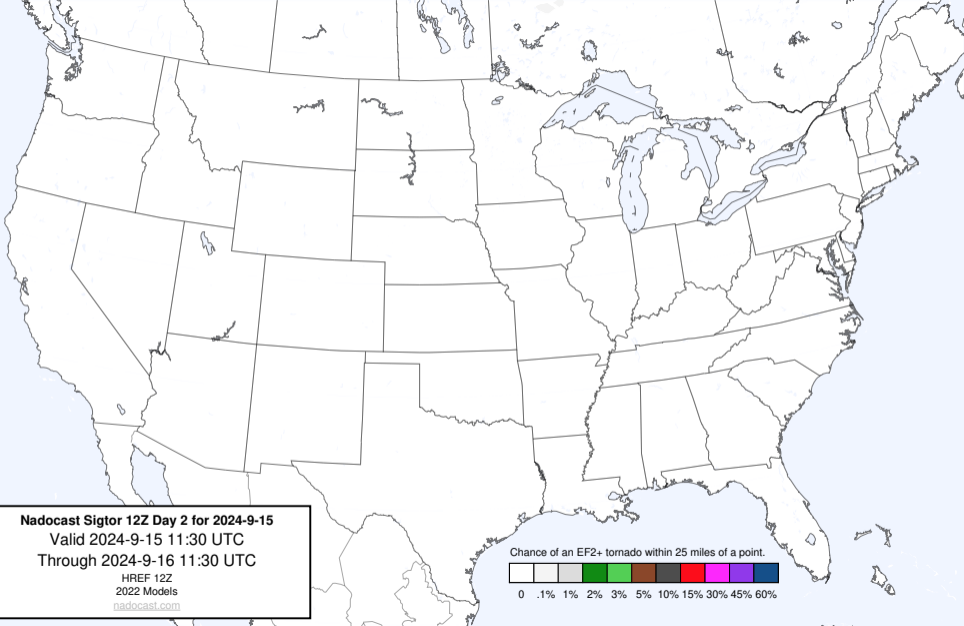 Nadocast Sigtor 12Z Day 2 for 2024-9-15
Valid 2024-9-15 11:30 UTC
Through 2024-9-16 11:30 UTC
HREF 12Z
2022 Models
nadocast.com
Chance of an EF2+ tornado within 25 miles of a point.
0 .1% 1% 2% 3% 5% 10% 15% 30% 45% 60%